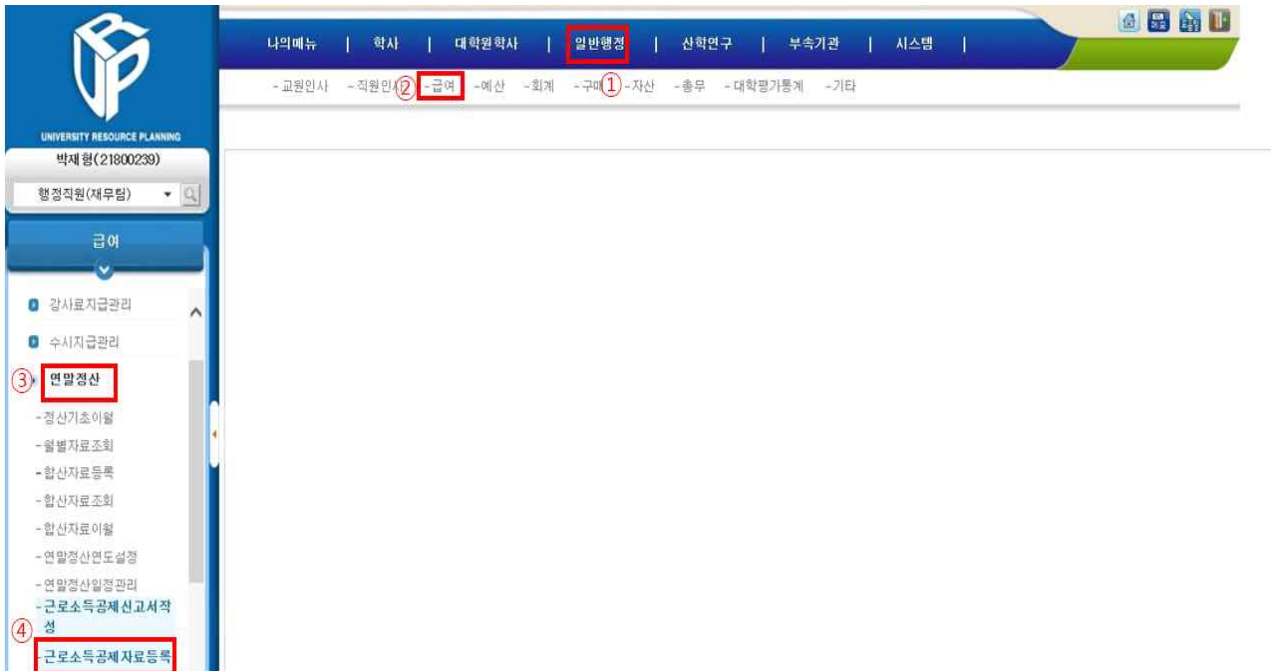 나의메뉴 | 학사 | 대학원학사 | 일반행정 | 산학연구 | 부속기관 | 시스템 |
-교원인사 -직원인사 ② -급여 -예산 -회계 -구매 ① -자산 -총무 -대학평가통계 -기타
UP
UNIVERSITY RESOURCE PLANNING
박재형(21800239)
행정직원(재무팀)
급여
강사료지급관리
수시지급관리
③ 연말정산
-정산기초이월
-월별자료조회
-합산자료등록
-합산자료조회
-합산자료이월
-연말정산연도설정
-연말정산일정관리
-근로소득공제신고서작
성
④
-근로소득공제자료등록